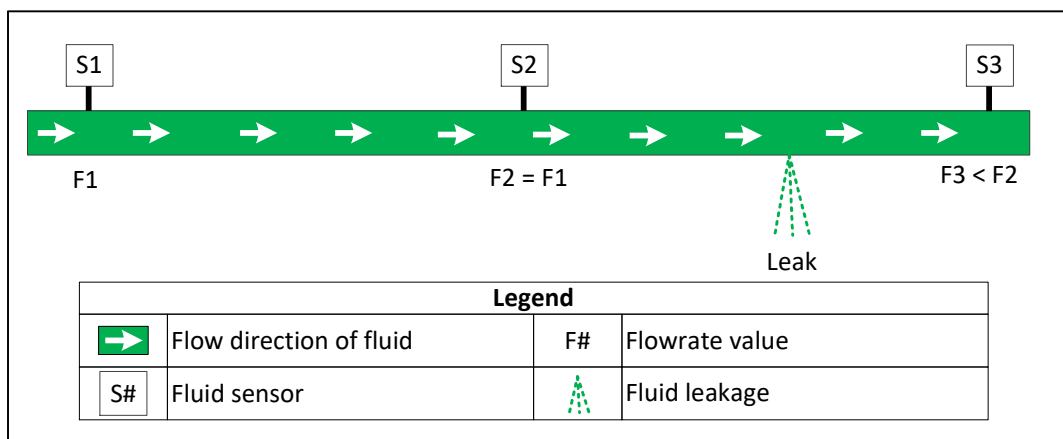 S1
S2
S3
F1
F2 = F1
F3 < F2
Leak
Legend
Flow direction of fluid
F#
Flowrate value
S#
Fluid sensor
Fluid leakage